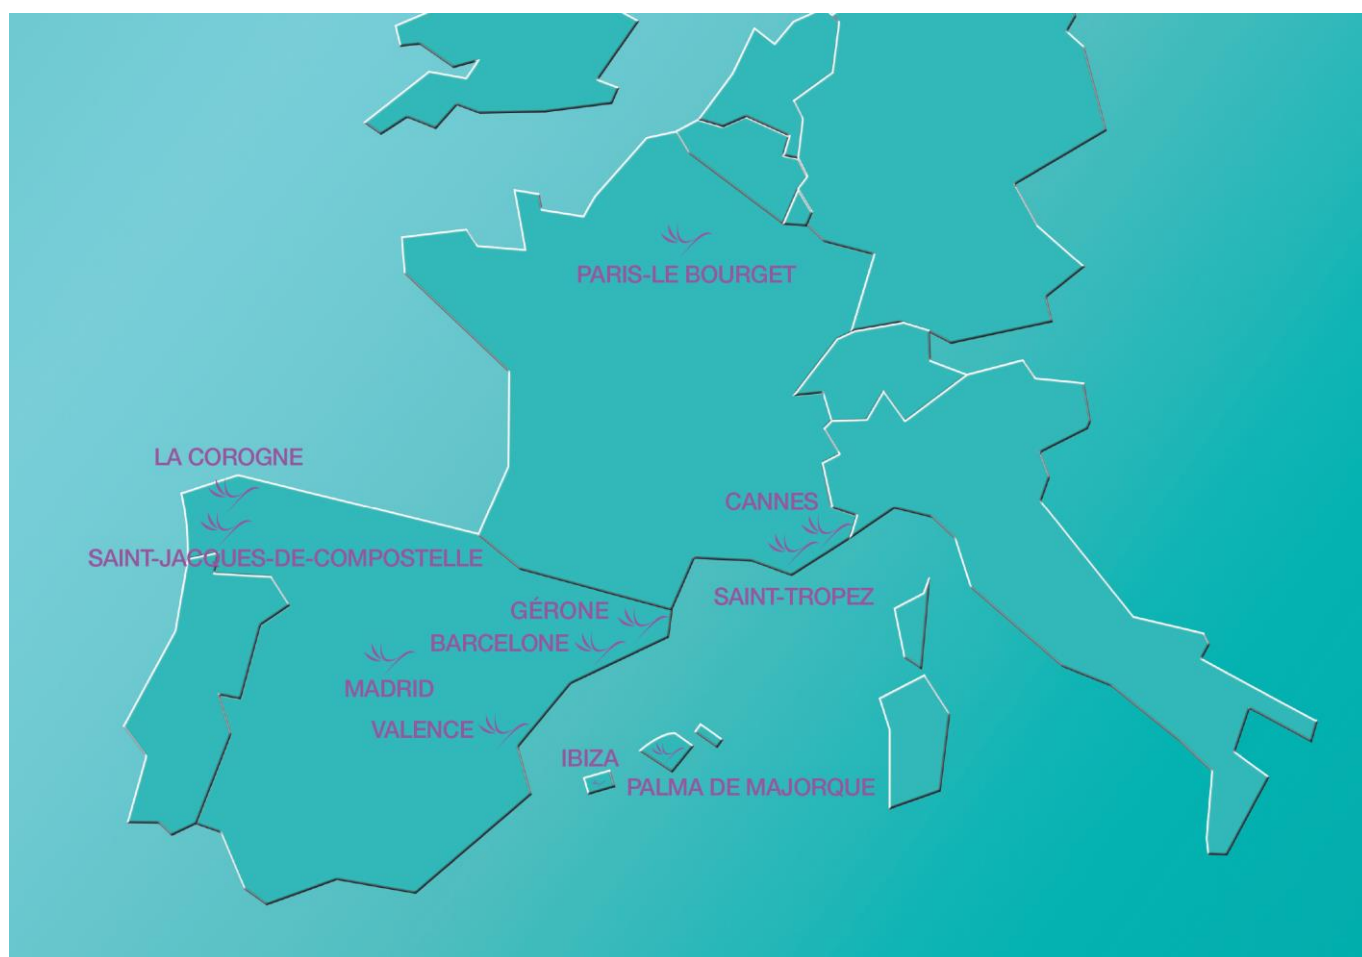 PARIS-LE BOURGET
LA COROGNE
CANNES
SAINT-JACQUES-DE-COMPOSTELLE
SAINT-TROPEZ
GÉRONE
BARCELONE
MADRID
VALENCE
IBIZA
PALMA DE MAJORQUE